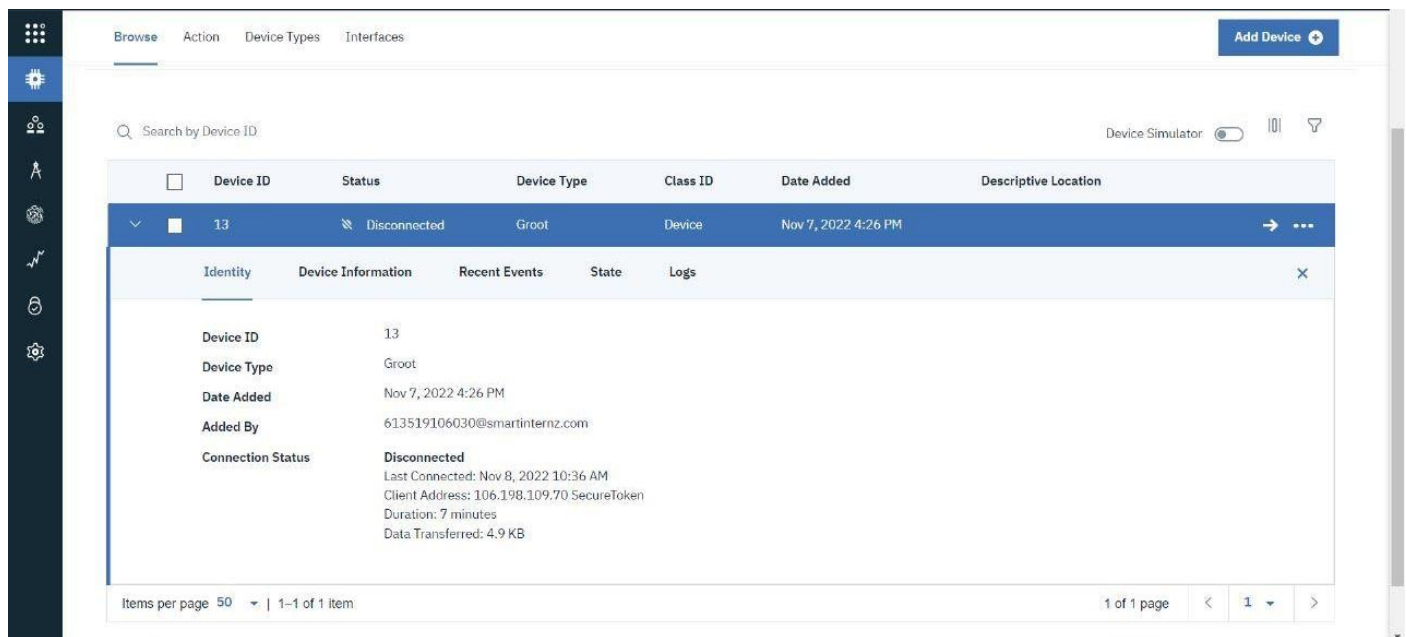 Browse Action Device Types Interfaces Add Device
Search by Device ID Device Simulator
Device ID Status Device Type Class ID Date Added Descriptive Location
13 Disconnected Groot Device Nov 7, 2022 4:26 PM
Identity Device Information Recent Events State Logs
Device ID 13
Device Type Groot
Date Added Nov 7, 2022 4:26 PM
Added By 613519106030@smartinternz.com
Connection Status Disconnected
Last Connected: Nov 8, 2022 10:36 AM
Client Address: 106.198.109.70 SecureToken
Duration: 7 minutes
Data Transferred: 4.9 KB
Items per page 50 | 1–1 of 1 item 1 of 1 page 1